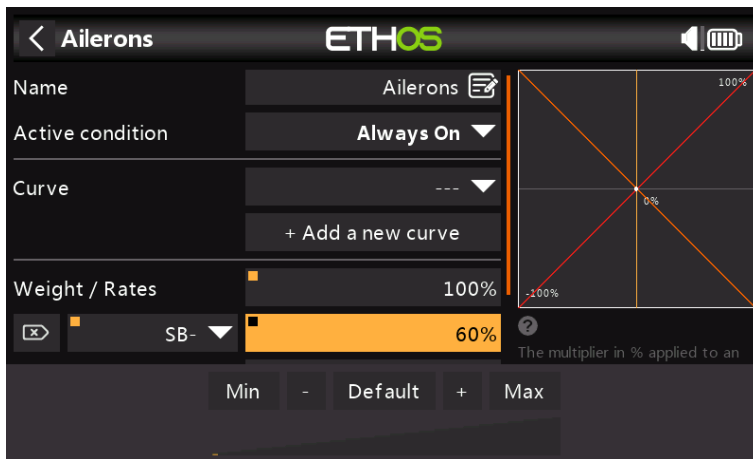 Ailerons
ETHOS
Name
Ailerons
Active condition
Always On
Curve
---
+ Add a new curve
Weight / Rates
100%
SB-
60%
100%
0%
-100%
?
The multiplier in % applied to an
Min
-
Default
+
Max